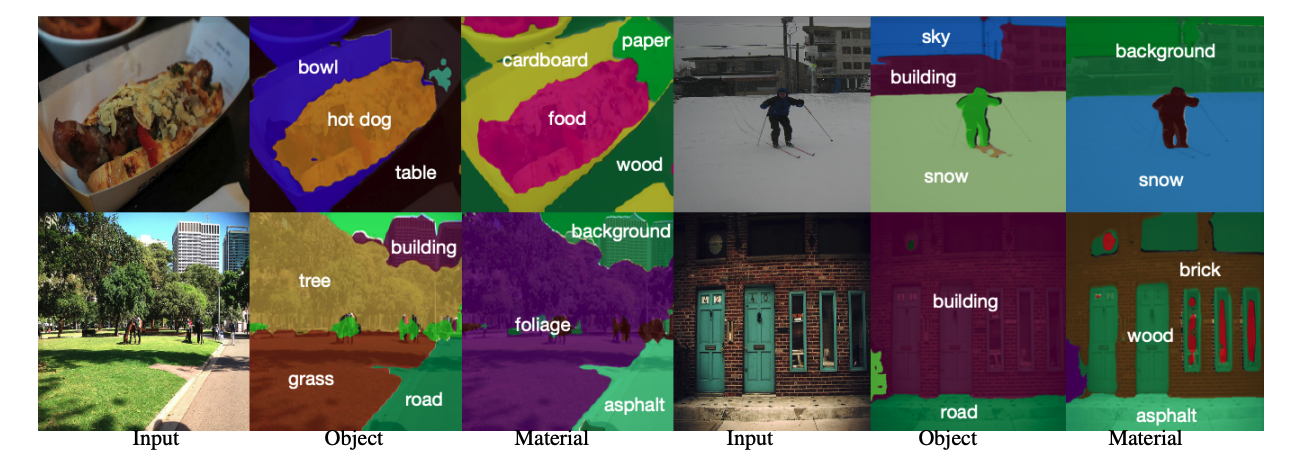 bowl
hot dog
table
cardboard
paper
food
wood
sky
building
snow
background
snow
building
tree
grass
road
background
foliage
asphalt
building
road
brick
wood
asphalt
Input
Object
Material
Input
Object
Material